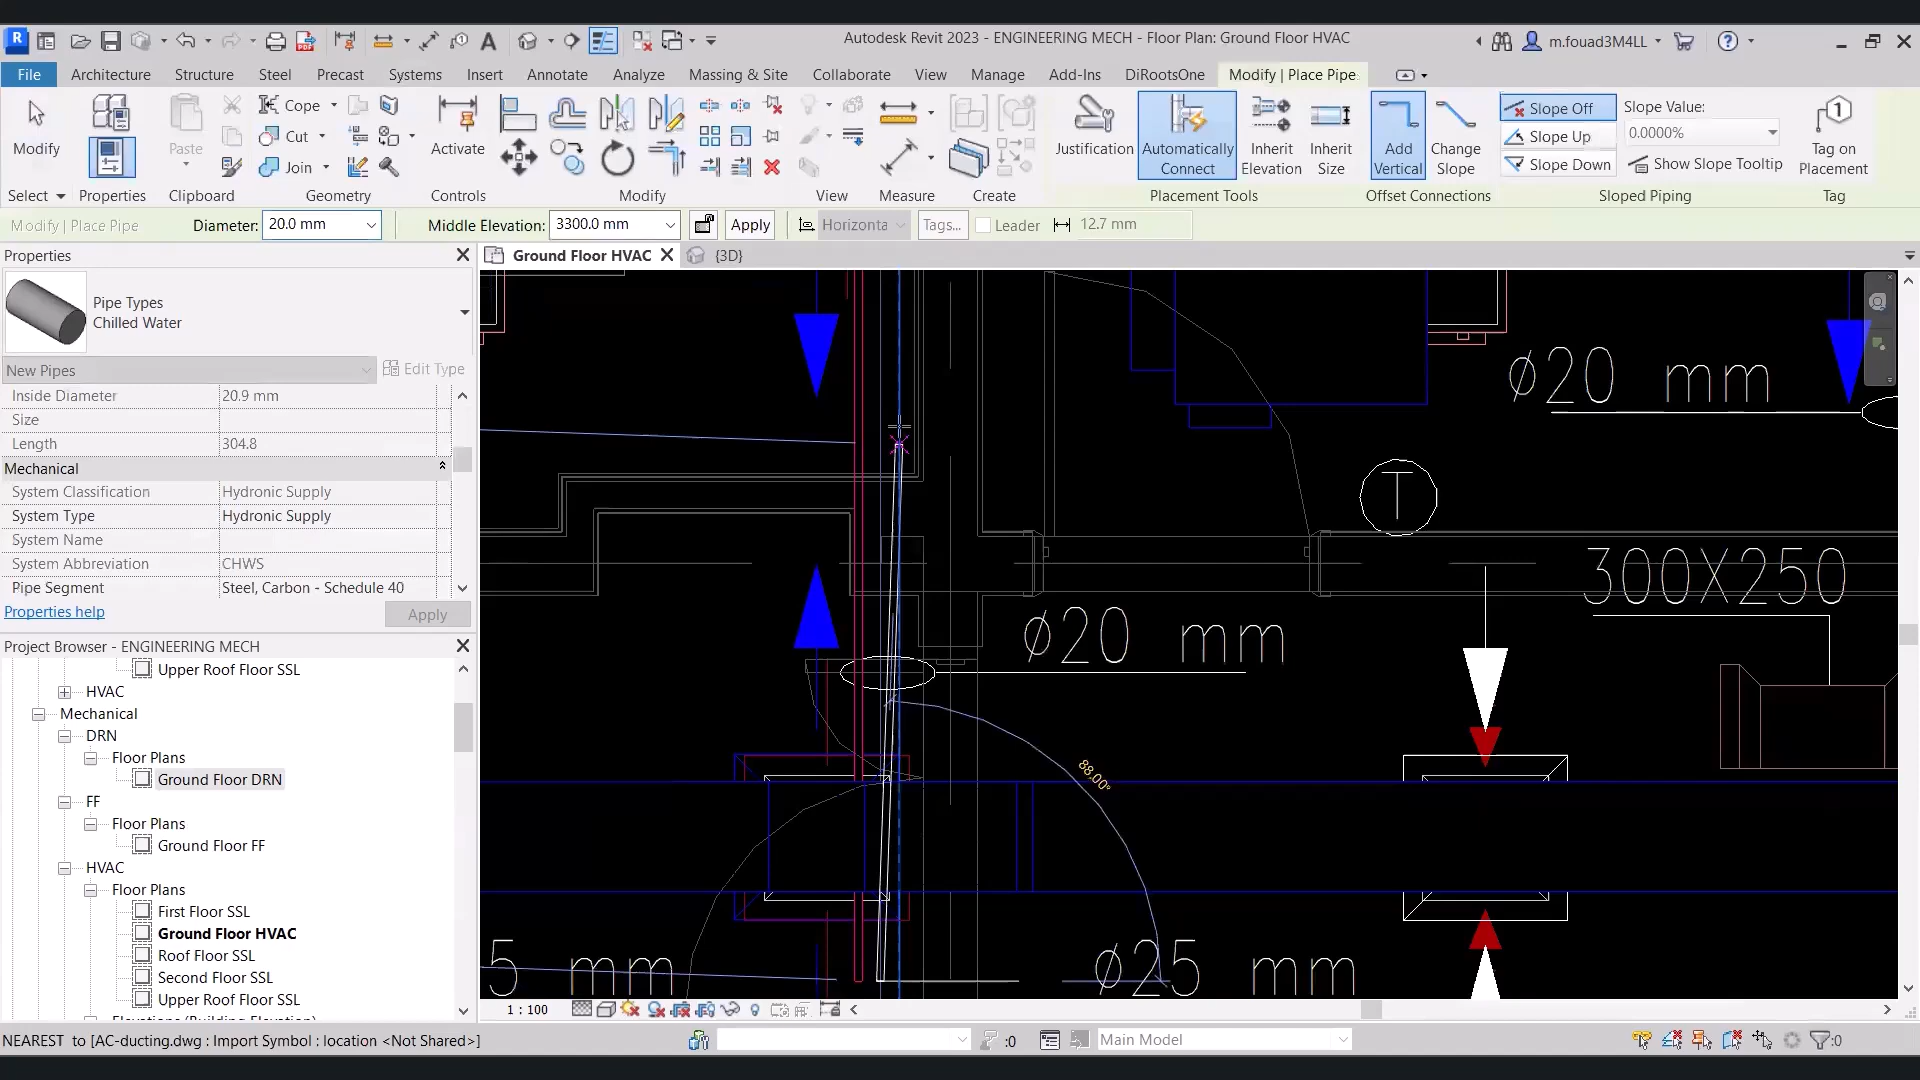 Autodesk Revit 2023 - ENGINEERING MECH - Floor Plan: Ground Floor HVAC
m.fouad3M4LL
File Architecture Structure Steel Precast Systems Insert Annotate Analyze Massing & Site Collaborate View Manage Add-Ins DiRootsOne Modify | Place Pipe
Modify
Paste
Cope
Cut
Join
Activate
Justification
Automatically Connect
Inherit Elevation
Inherit Size
Add Vertical
Change Slope
Slope Off
Slope Up
Slope Down
Slope Value:
0.0000%
Show Slope Tooltip
Tag on Placement
Select Properties Clipboard Geometry Controls Modify View Measure Create Placement Tools Offset Connections Sloped Piping Tag
Modify | Place Pipe Diameter: 20.0 mm Middle Elevation: 3300.0 mm Apply Horizonta Tags... Leader 12.7 mm
Properties
Ground Floor HVAC {3D}
Pipe Types
Chilled Water
New Pipes Edit Type
Inside Diameter 20.9 mm
Size
Length 304.8
Mechanical
System Classification Hydronic Supply
System Type Hydronic Supply
System Name
System Abbreviation CHWS
Pipe Segment Steel, Carbon - Schedule 40
Properties help Apply
Project Browser - ENGINEERING MECH
Upper Roof Floor SSL
HVAC
Mechanical
DRN
Floor Plans
Ground Floor DRN
FF
Floor Plans
Ground Floor FF
HVAC
Floor Plans
First Floor SSL
Ground Floor HVAC
Roof Floor SSL
Second Floor SSL
Upper Roof Floor SSL
Elevations (Building Elevation)
ϕ20 mm
T
300X250
ϕ20 mm
88.00°
5 mm
ϕ25 mm
1 : 100
NEAREST to [AC-ducting.dwg : Import Symbol : location <Not Shared>]
:0
Main Model
:0